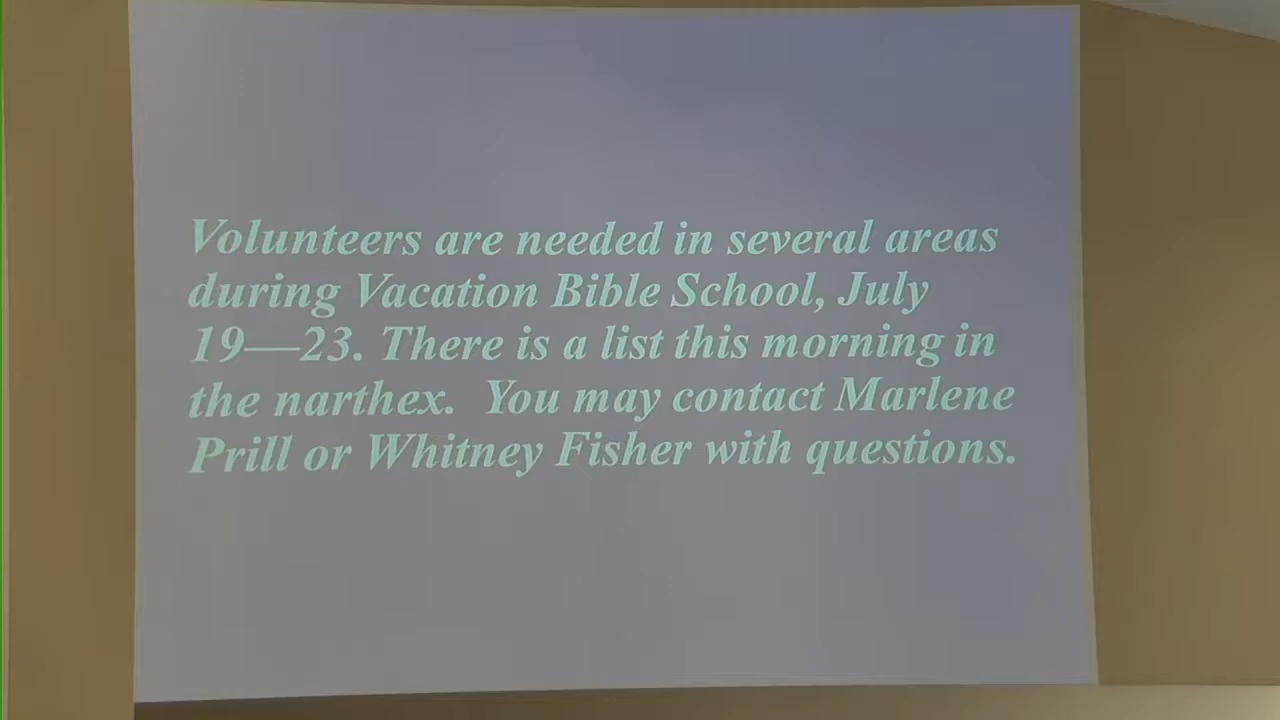 Volunteers are needed in several areas
during Vacation Bible School, July
19—23. There is a list this morning in
the narthex.  You may contact Marlene
Prill or Whitney Fisher with questions.